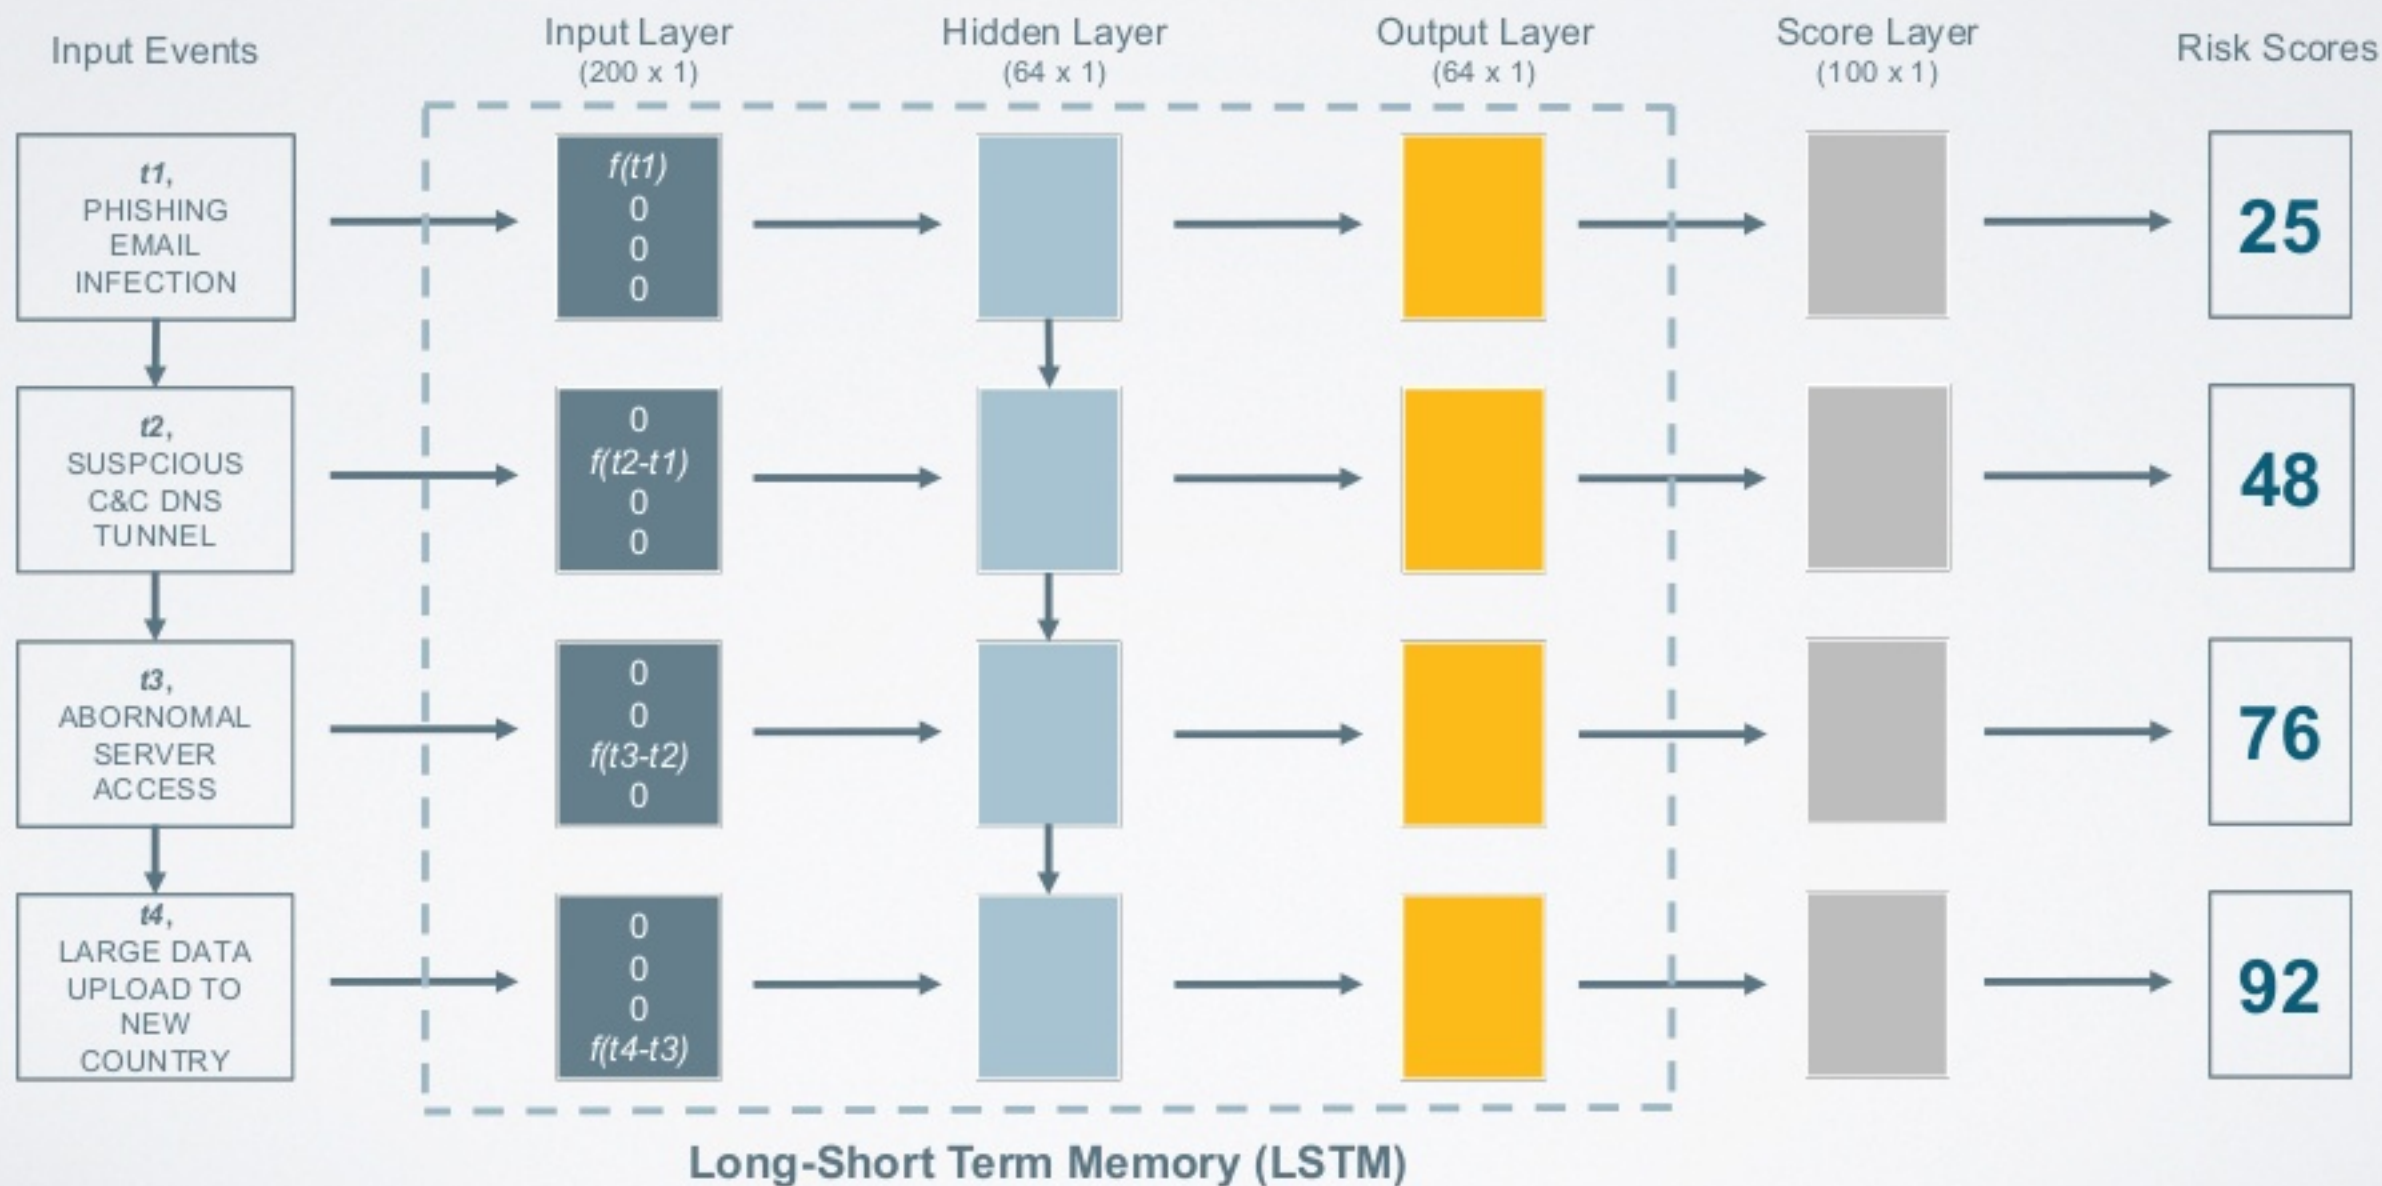 Input Events
Input Layer
(200 x 1)
Hidden Layer
(64 x 1)
Output Layer
(64 x 1)
Score Layer
(100 x 1)
Risk Scores
t1,
PHISHING
EMAIL
INFECTION
f(t1)
0
0
0
25
t2,
SUSPCIOUS
C&C DNS
TUNNEL
0
f(t2-t1)
0
0
48
t3,
ABORNOMAL
SERVER
ACCESS
0
0
f(t3-t2)
0
76
t4,
LARGE DATA
UPLOAD TO
NEW
COUNTRY
0
0
0
f(t4-t3)
92
Long-Short Term Memory (LSTM)